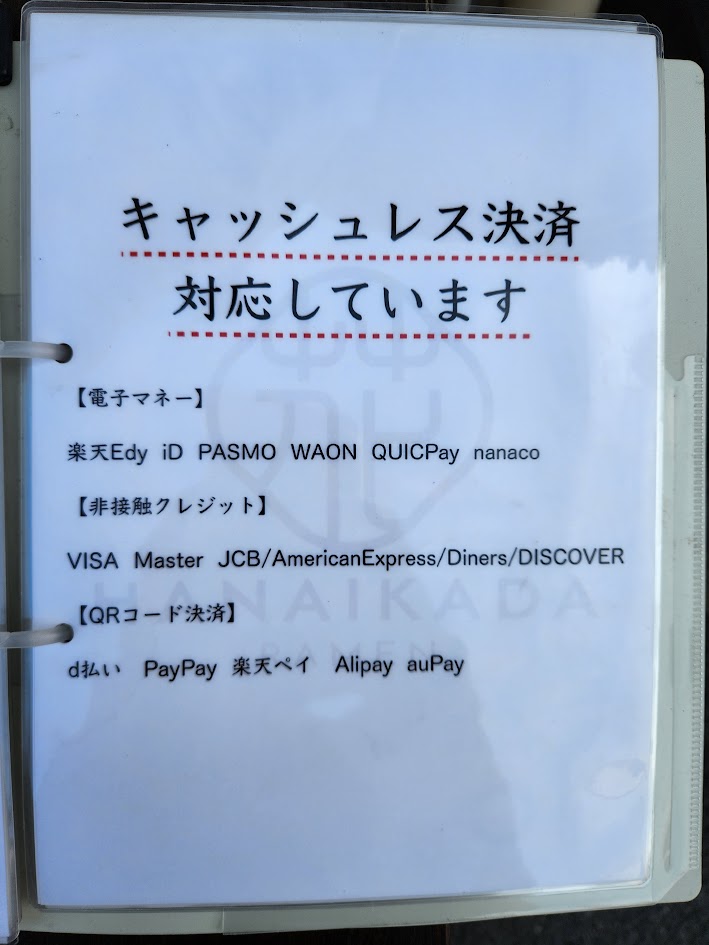 キャッシュレス決済
対応しています
【電子マネー】
楽天Edy iD PASMO WAON QUICPay nanaco
【非接触クレジット】
VISA Master JCB/AmericanExpress/Diners/DISCOVER
HANAIKADA
【QRコード決済】
RAMEN
d払い PayPay 楽天ペイ Alipay auPay